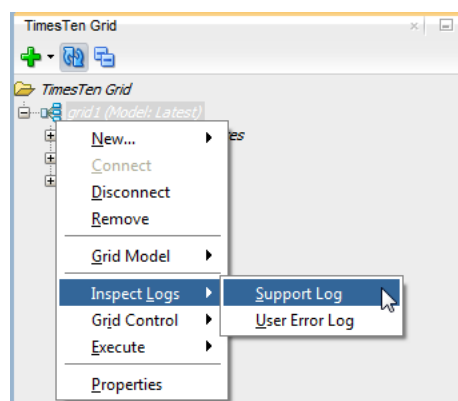 TimesTen Grid
TimesTen Grid
grid1 (Model: Latest)
New...
Connect
Disconnect
Remove
Grid Model
Inspect Logs
Support Log
Grid Control
User Error Log
Execute
Properties